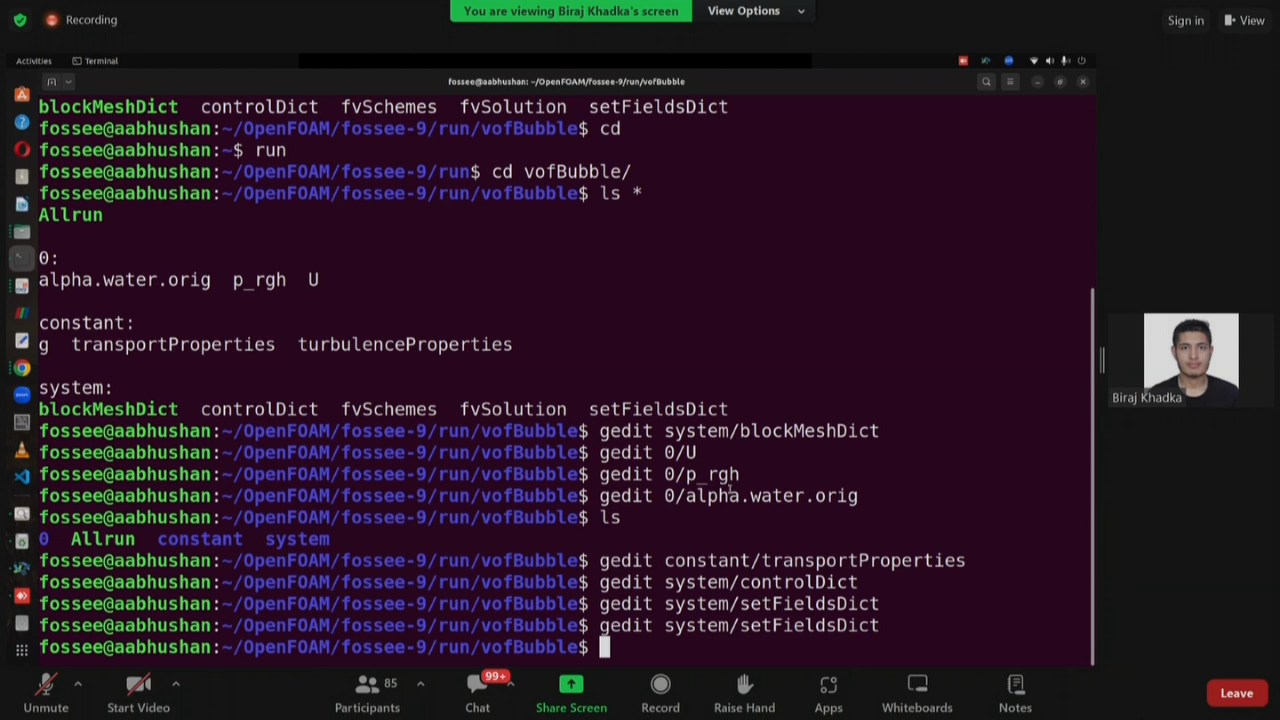 You are viewing Biraj Khadka's screen
View Options
Recording
Sign in
View
Activities
Terminal
fossee@aabhushan: ~/OpenFOAM/fossee-9/run/vofBubble
blockMeshDict controlDict fvSchemes fvSolution setFieldsDict
fossee@aabhushan:~/OpenFOAM/fossee-9/run/vofBubble$ cd
fossee@aabhushan:~$ run
fossee@aabhushan:~/OpenFOAM/fossee-9/run$ cd vofBubble/
fossee@aabhushan:~/OpenFOAM/fossee-9/run/vofBubble$ ls *
Allrun
0:
alpha.water.orig p_rgh U
constant:
g transportProperties turbulenceProperties
system:
blockMeshDict controlDict fvSchemes fvSolution setFieldsDict
fossee@aabhushan:~/OpenFOAM/fossee-9/run/vofBubble$ gedit system/blockMeshDict
fossee@aabhushan:~/OpenFOAM/fossee-9/run/vofBubble$ gedit 0/U
fossee@aabhushan:~/OpenFOAM/fossee-9/run/vofBubble$ gedit 0/p_rgh
fossee@aabhushan:~/OpenFOAM/fossee-9/run/vofBubble$ gedit 0/alpha.water.orig
fossee@aabhushan:~/OpenFOAM/fossee-9/run/vofBubble$ ls
0 Allrun constant system
fossee@aabhushan:~/OpenFOAM/fossee-9/run/vofBubble$ gedit constant/transportProperties
fossee@aabhushan:~/OpenFOAM/fossee-9/run/vofBubble$ gedit system/controlDict
fossee@aabhushan:~/OpenFOAM/fossee-9/run/vofBubble$ gedit system/setFieldsDict
fossee@aabhushan:~/OpenFOAM/fossee-9/run/vofBubble$ gedit system/setFieldsDict
fossee@aabhushan:~/OpenFOAM/fossee-9/run/vofBubble$
Biraj Khadka
Unmute
Start Video
85
Participants
99+
Chat
Share Screen
Record
Raise Hand
Apps
Whiteboards
Notes
Leave